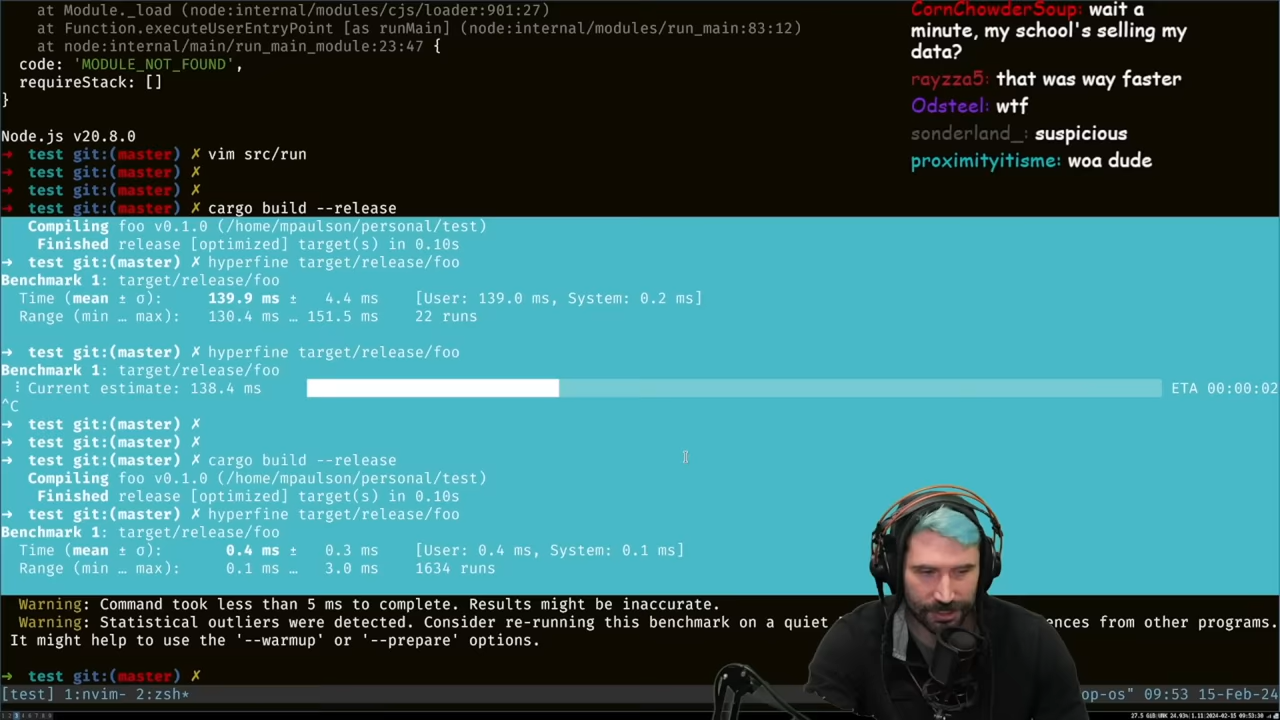 at Module._load (node:internal/modules/cjs/loader:901:27)
at Function.executeUserEntryPoint [as runMain] (node:internal/modules/run_main:83:12)
at node:internal/main/run_main_module:23:47 {
code: 'MODULE_NOT_FOUND',
requireStack: []
}
Node.js v20.8.0
➜ test git:(master) ✗ vim src/run
➜ test git:(master) ✗
➜ test git:(master) ✗
➜ test git:(master) ✗ cargo build --release
Compiling foo v0.1.0 (/home/mpaulson/personal/test)
Finished release [optimized] target(s) in 0.10s
➜ test git:(master) ✗ hyperfine target/release/foo
Benchmark 1: target/release/foo
Time (mean ± σ): 139.9 ms ± 4.4 ms [User: 139.0 ms, System: 0.2 ms]
Range (min … max): 130.4 ms … 151.5 ms 22 runs
➜ test git:(master) ✗ hyperfine target/release/foo
Benchmark 1: target/release/foo
⠇ Current estimate: 138.4 ms ETA 00:00:02
^C
➜ test git:(master) ✗
➜ test git:(master) ✗
➜ test git:(master) ✗ cargo build --release
Compiling foo v0.1.0 (/home/mpaulson/personal/test)
Finished release [optimized] target(s) in 0.10s
➜ test git:(master) ✗ hyperfine target/release/foo
Benchmark 1: target/release/foo
Time (mean ± σ): 0.4 ms ± 0.3 ms [User: 0.4 ms, System: 0.1 ms]
Range (min … max): 0.1 ms … 3.0 ms 1634 runs
Warning: Command took less than 5 ms to complete. Results might be inaccurate.
Warning: Statistical outliers were detected. Consider re-running this benchmark on a quiet ences from other programs.
It might help to use the '--warmup' or '--prepare' options.
➜ test git:(master) ✗
[test] 1:nvim- 2:zsh* op-os" 09:53 15-Feb-24
CornChowderSoup: wait a
minute, my school's selling my
data?
rayzza5: that was way faster
Odsteel: wtf
sonderland_: suspicious
proximityitisme: woa dude